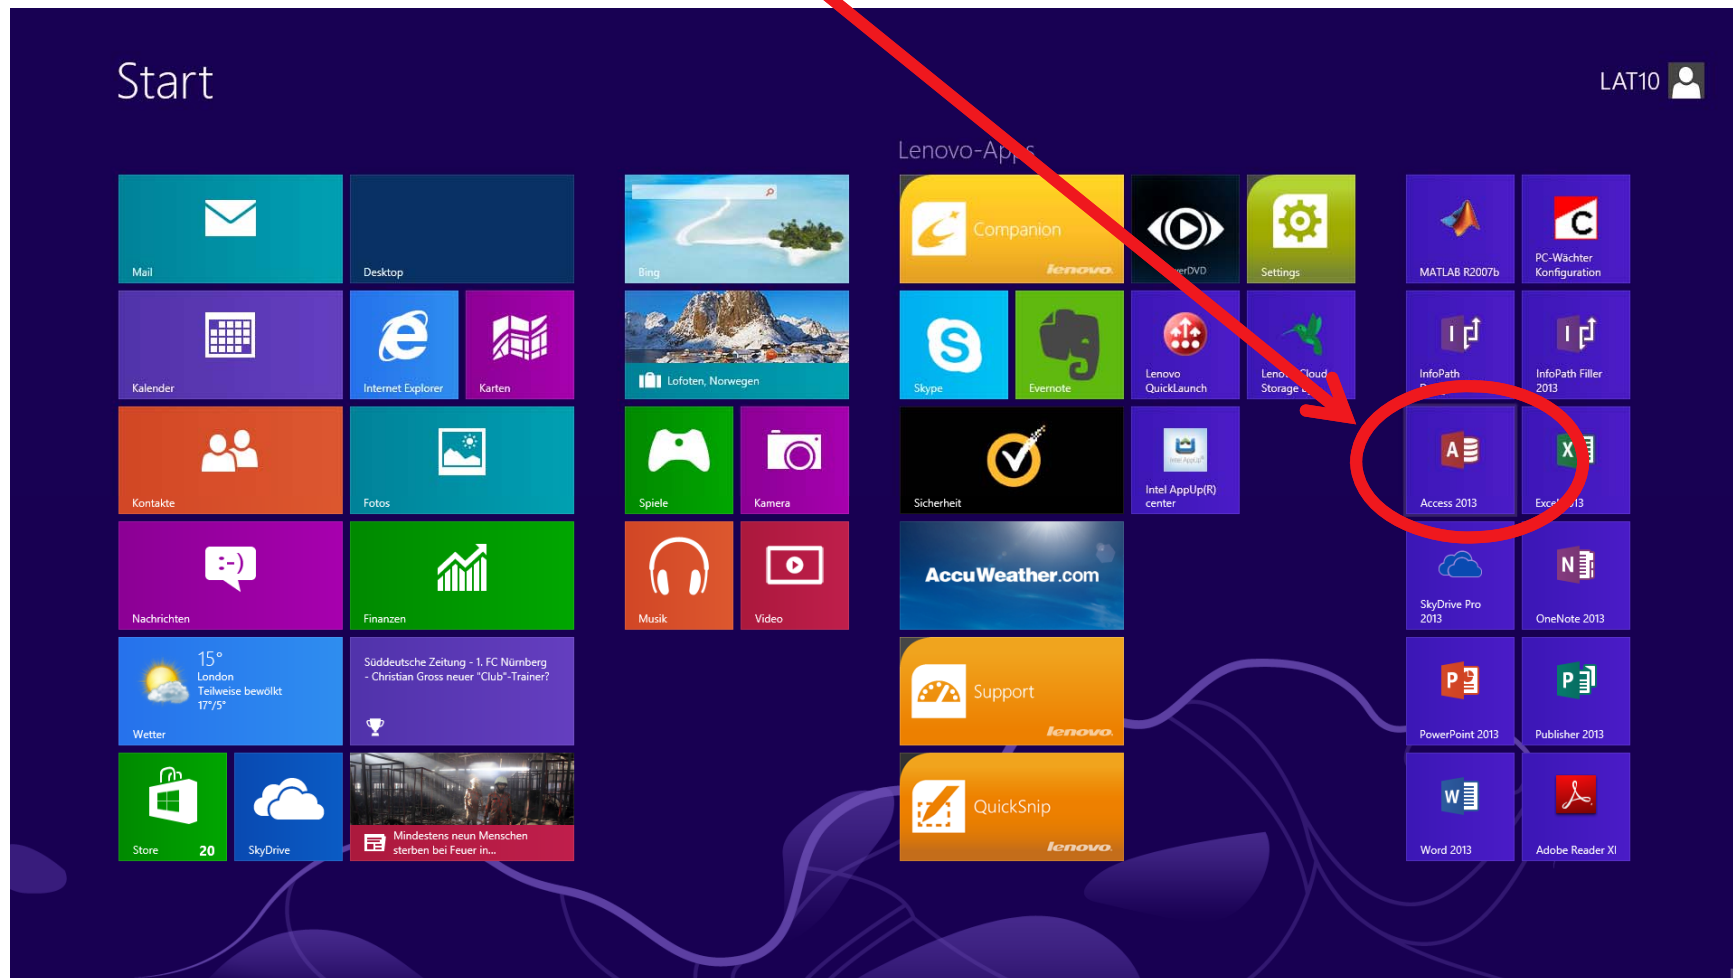 Start
LAT10
Lenovo-Apps
Mail
Desktop
Kalender
Internet Explorer
Karten
Kontakte
Fotos
Nachrichten
:-)
Finanzen
15°
London
Teilweise bewölkt
17°/5°
Wetter
Süddeutsche Zeitung - 1. FC Nürnberg
- Christian Gross neuer "Club"-Trainer?
Store
20
SkyDrive
Mindestens neun Menschen
sterben bei Feuer in...
Bing
Lofoten, Norwegen
Spiele
Kamera
Musik
Video
Companion
lenovo
Settings
Skype
Evernote
Lenovo
QuickLaunch
Cloud
Storage
Sicherheit
Intel AppUp(R)
center
AccuWeather.com
Support
lenovo
QuickSnip
lenovo
MATLAB R2007b
PC-Wächter
Konfiguration
InfoPath
InfoPath Filler
2013
Access 2013
Excel 2013
SkyDrive Pro
2013
OneNote 2013
PowerPoint 2013
Publisher 2013
Word 2013
Adobe Reader XI